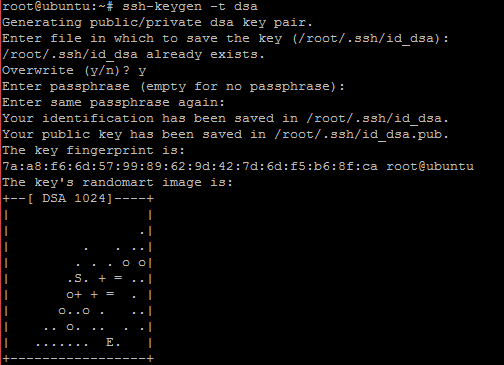 root@ubuntu:~# ssh-keygen -t dsa
Generating public/private dsa key pair.
Enter file in which to save the key (/root/.ssh/id_dsa):
/root/.ssh/id_dsa already exists.
Overwrite (y/n)? y
Enter passphrase (empty for no passphrase):
Enter same passphrase again:
Your identification has been saved in /root/.ssh/id_dsa.
Your public key has been saved in /root/.ssh/id_dsa.pub.
The key fingerprint is:
7a:a8:f6:6d:57:99:89:62:9d:42:7d:6d:f5:b6:8f:ca root@ubuntu
The key's randomart image is:
+--[ DSA 1024]----+
|                 |
|                .|
|         .   . ..|
|        . . . o o|
|       .S. + = ..|
|       o+ + =  . |
|      o..o .   ..|
|    .. o. ..  . .|
|   .......  E.   |
+-----------------+